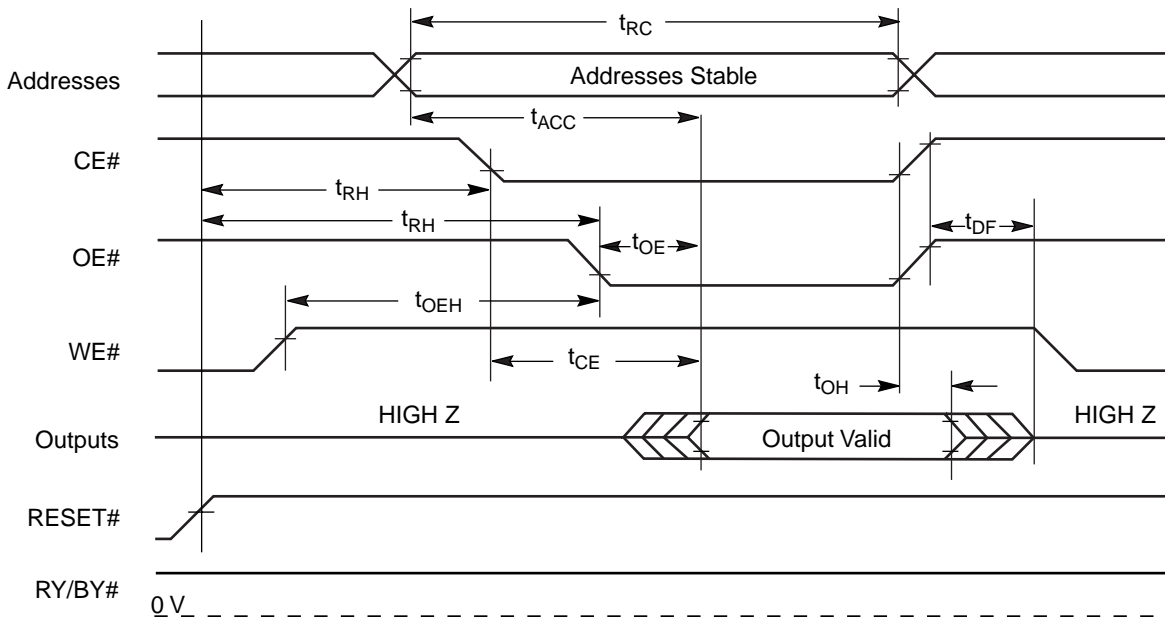 tRC
Addresses
Addresses Stable
tACC
CE#
tRH
tRH
tDF
tOE
OE#
tOEH
WE#
tCE
tOH
HIGH Z
HIGH Z
Outputs
Output Valid
RESET#
RY/BY#
0 V